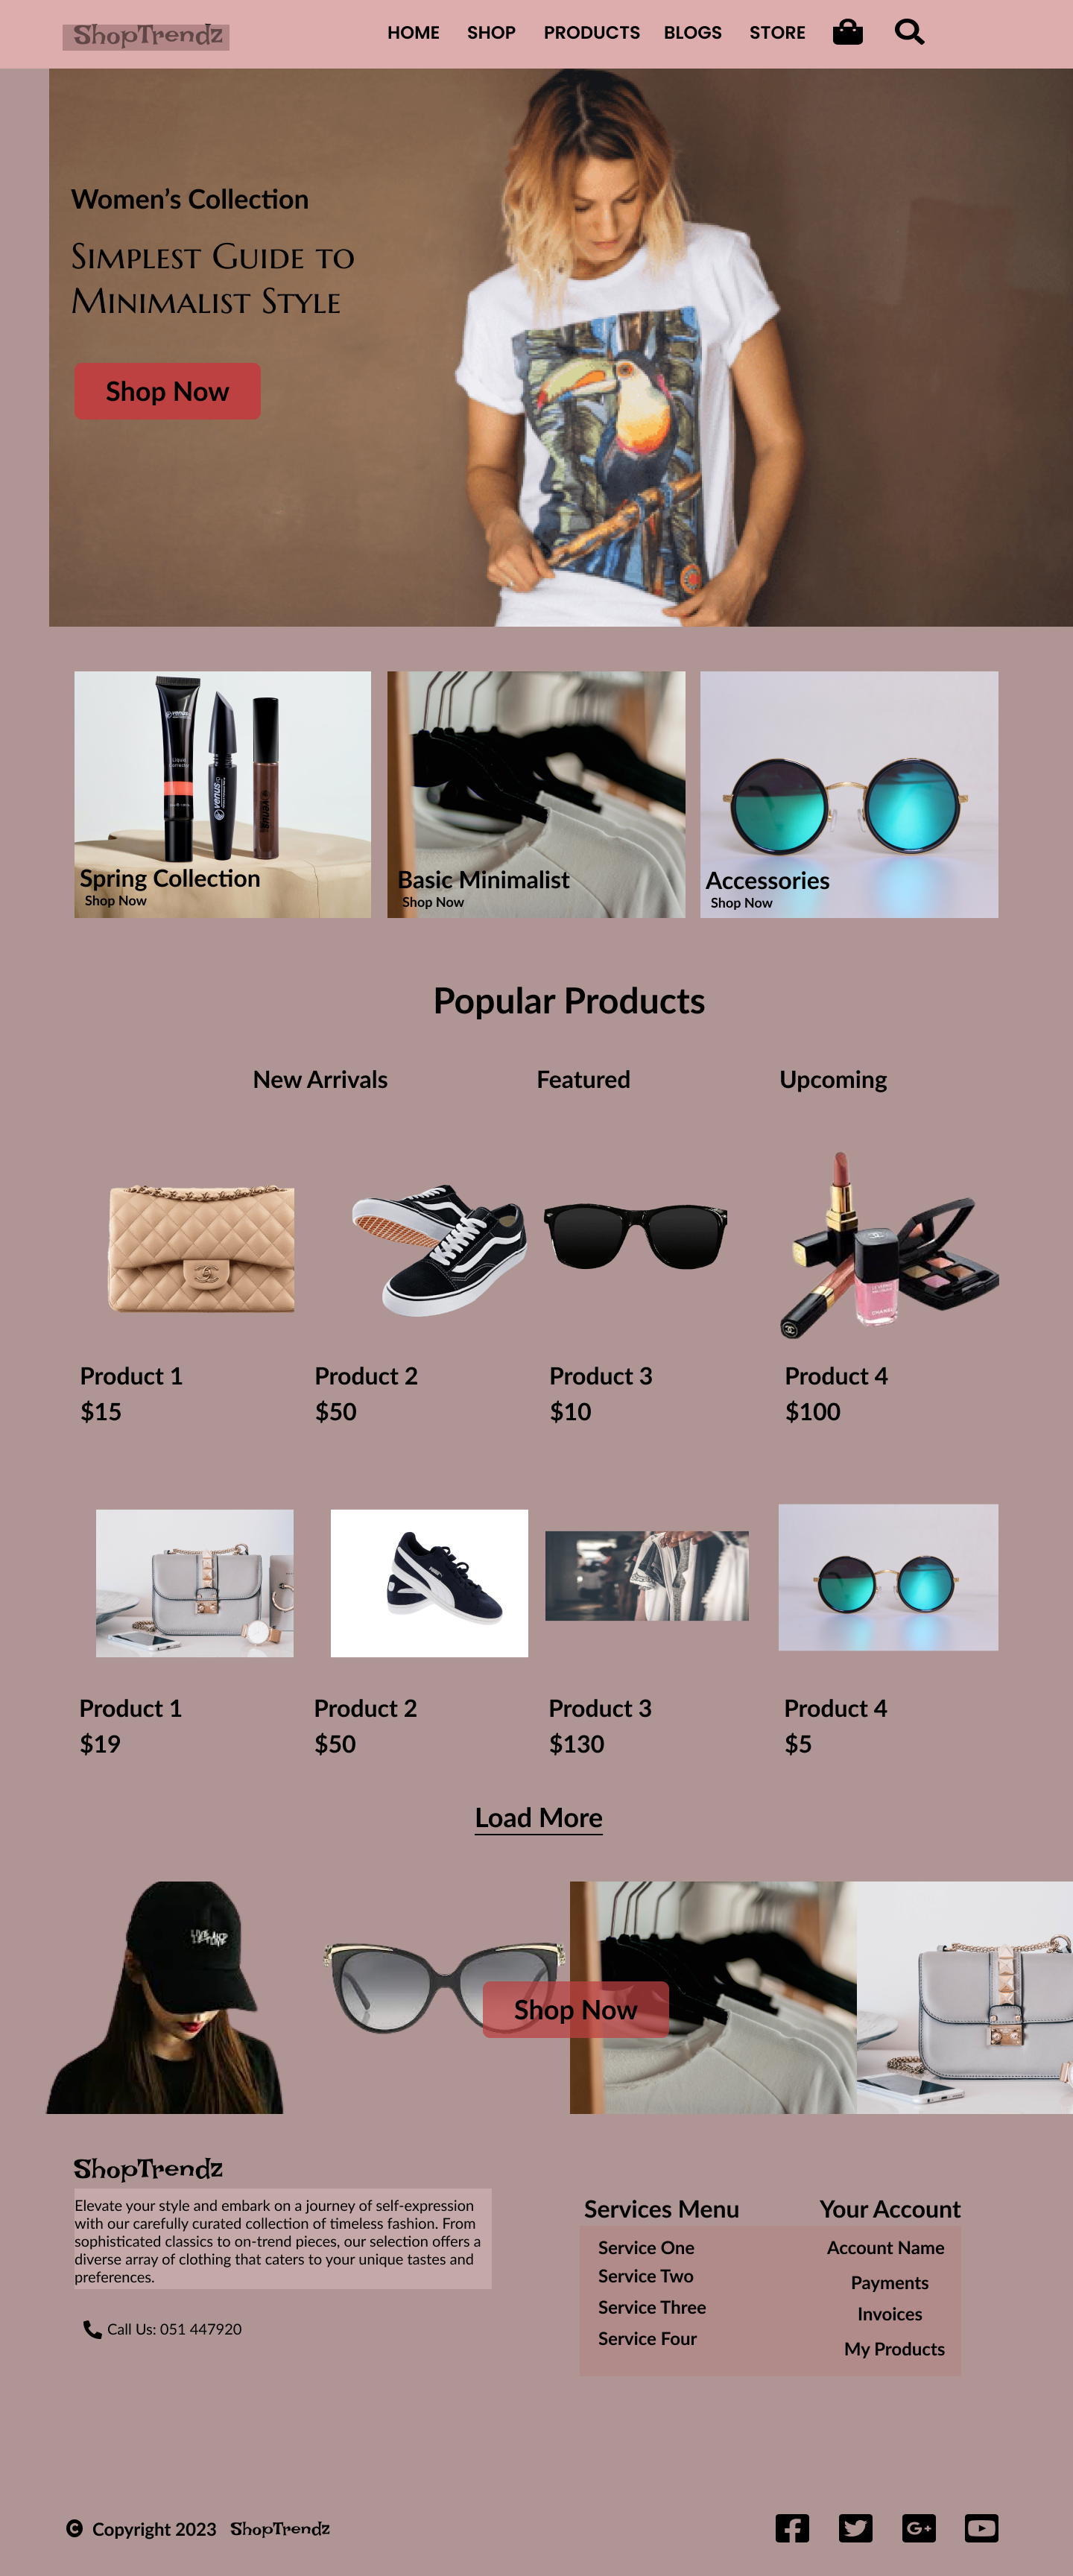 ShopTrendz
HOME SHOP PRODUCTS BLOGS STORE
Women’s Collection
Simplest Guide to
Minimalist Style
Shop Now
Venus
Liquid
Venus
Venus
Spring Collection
Shop Now
Basic Minimalist
Shop Now
Accessories
Shop Now
Popular Products
New Arrivals Featured Upcoming
CHANEL
Product 1 Product 2 Product 3 Product 4
$15 $50 $10 $100
Product 1 Product 2 Product 3 Product 4
$19 $50 $130 $5
Load More
Shop Now
ShopTrendz
Elevate your style and embark on a journey of self-expression
with our carefully curated collection of timeless fashion. From
sophisticated classics to on-trend pieces, our selection offers a
diverse array of clothing that caters to your unique tastes and
preferences.
Call Us: 051 447920
Services Menu
Service One
Service Two
Service Three
Service Four
Your Account
Account Name
Payments
Invoices
My Products
© Copyright 2023 ShopTrendz
G+